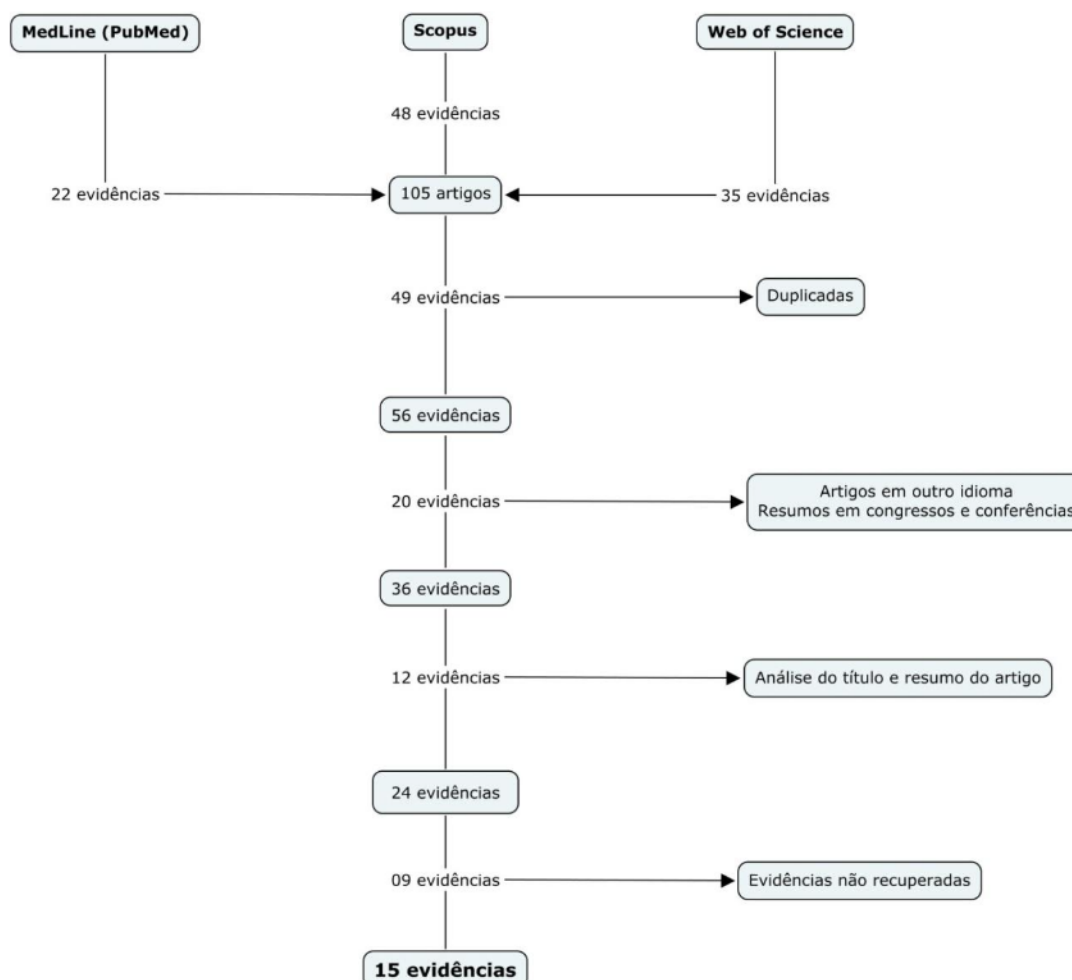 MedLine (PubMed)
Scopus
Web of Science
48 evidências
22 evidências
105 artigos
35 evidências
49 evidências
Duplicadas
56 evidências
20 evidências
Artigos em outro idioma
Resumos em congressos e conferências
36 evidências
12 evidências
Análise do título e resumo do artigo
24 evidências
09 evidências
Evidências não recuperadas
15 evidências